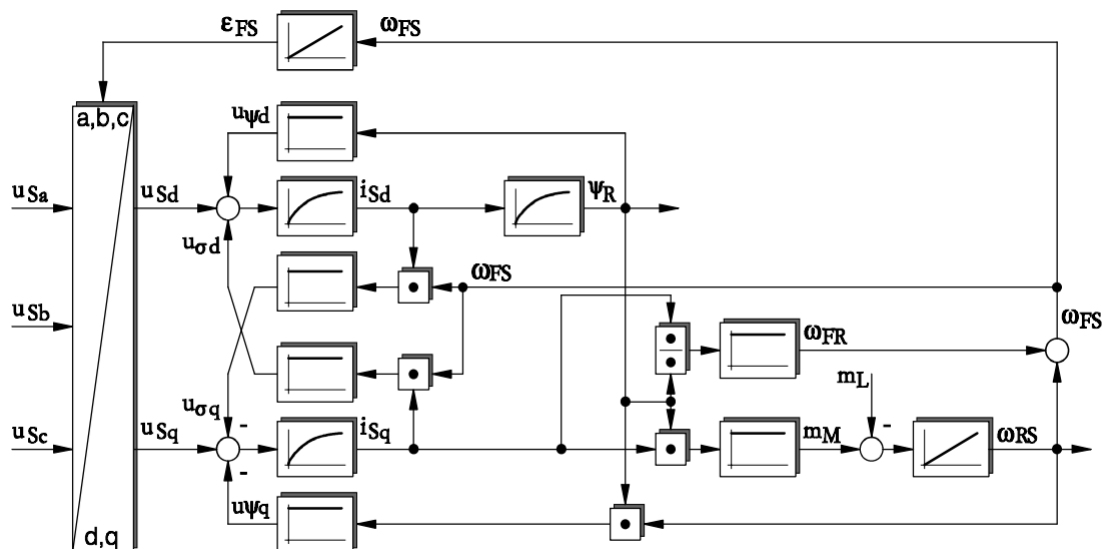 εFS ωFS
a,b,c
uψd
uSa uSd iSd ψR
uσd
ωFS
uSb ωFS
ωFR
mL
uσq -
uSc uSq iSq mM - ωRS
-
uψq
d,q